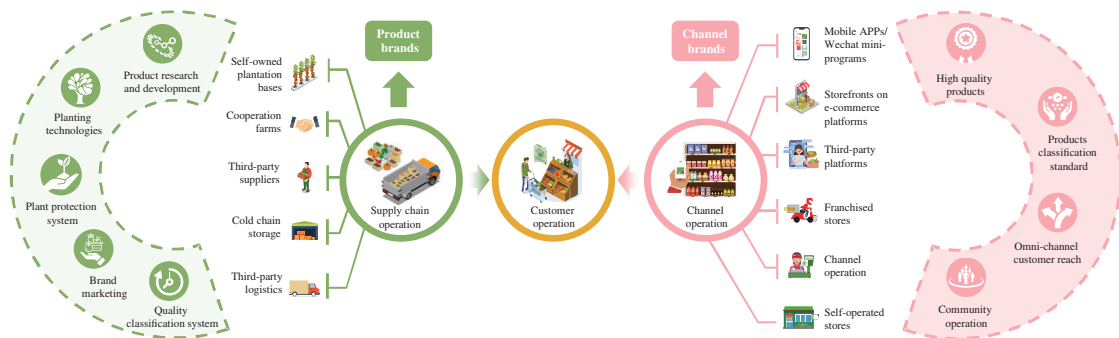 Product research
and development
Planting
technologies
Plant protection
system
Brand
marketing
Quality
classification system
Self-owned
plantation
bases
Cooperation
farms
Third-party
suppliers
Cold chain
storage
Third-party
logistics
Product
brands
Supply chain
operation
Customer
operation
Channel
brands
Channel
operation
Mobile APPs/
Wechat mini-
programs
Storefronts on
e-commerce
platforms
Third-party
platforms
Franchised
stores
Channel
operation
Self-operated
stores
High quality
products
Products
classification
standard
Omni-channel
customer reach
Community
operation